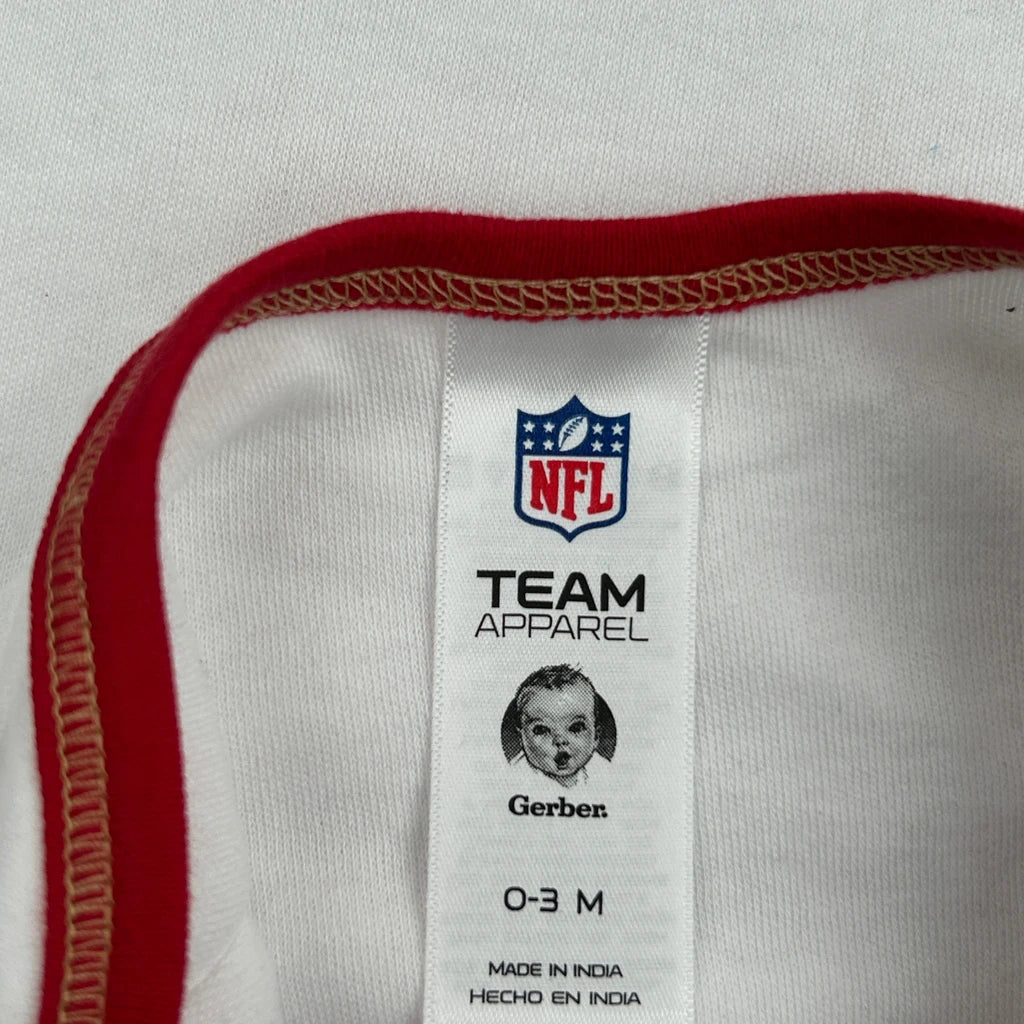 NFL
TEAM
APPAREL
Gerber.
0-3 M
MADE IN INDIA
HECHO EN INDIA